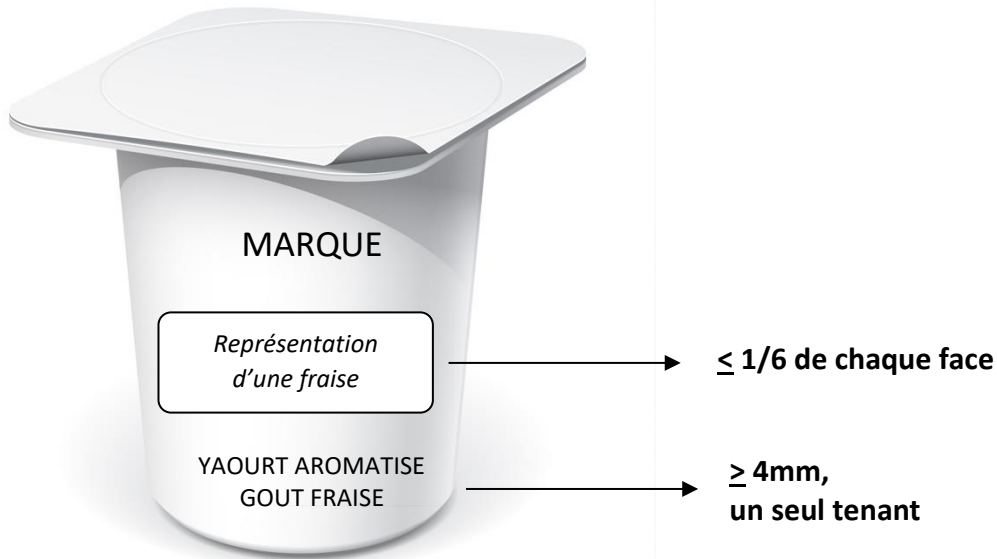 MARQUE
Représentation
d’une fraise
≤ 1/6 de chaque face
YAOURT AROMATISE
GOUT FRAISE
≥ 4mm,
un seul tenant